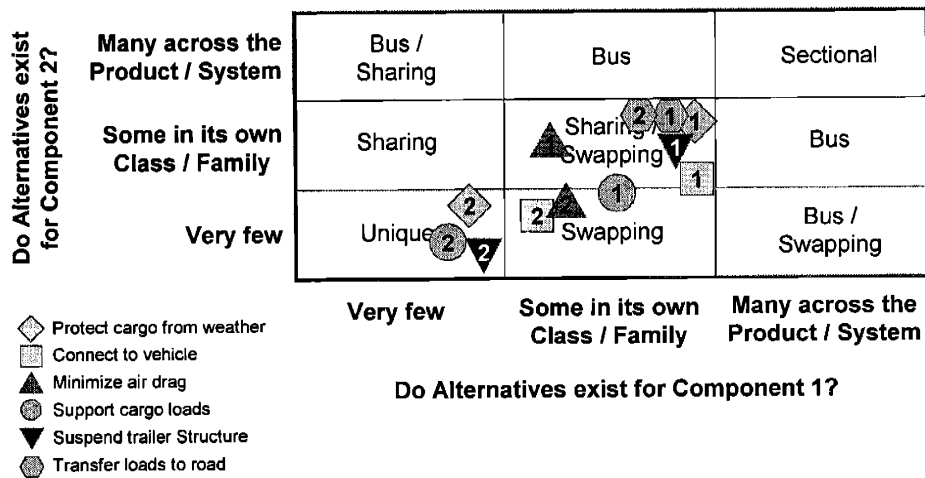 Do Alternatives exist
for Component 2?
Many across the
Product / System
Bus /
Sharing
Bus
Sectional
Some in its own
Class / Family
Sharing
Sharing /
Swapping
Bus
2
1
1
1
1
1
Very few
Unique
Swapping
Bus /
Swapping
2
2
2
2
2
1
Very few
Some in its own
Class / Family
Many across the
Product / System
Do Alternatives exist for Component 1?
Protect cargo from weather
Connect to vehicle
Minimize air drag
Support cargo loads
Suspend trailer Structure
Transfer loads to road